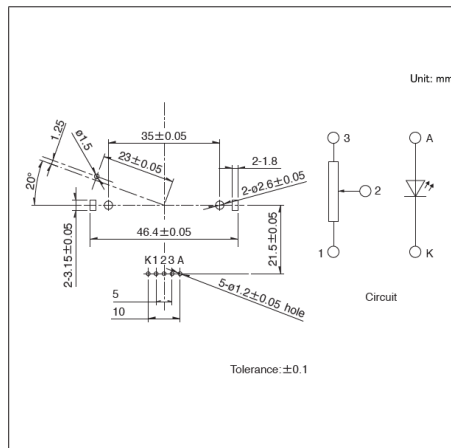 Unit: mm
1.25
ø1.5
35±0.05
23±0.05
20°
2-1.8
2-ø2.6±0.05
3
A
2
2-3.15±0.05
46.4±0.05
21.5±0.05
1
K
K 1 2 3 A
5-ø1.2±0.05 hole
5
10
Circuit
Tolerance:±0.1